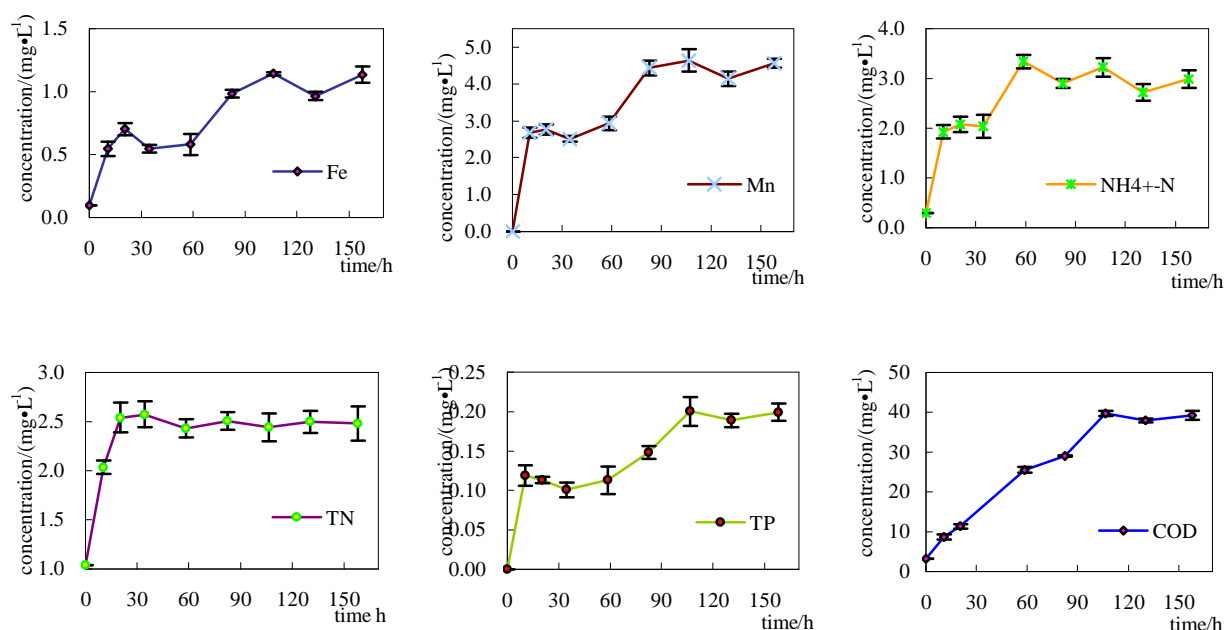 concentration/(mg•L⁻¹)
1.5
1.0
0.5
0.0
Fe
0 30 60 90 120 150
time/h
concentration/(mg•L⁻¹)
5.0
4.0
3.0
2.0
1.0
0.0
Mn
0 30 60 90 120 150
time/h
concentration/(mg•L⁻¹)
4.0
3.0
2.0
1.0
0.0
NH4+-N
0 30 60 90 120 150
time/h
concentration/(mg•L⁻¹)
3.0
2.5
2.0
1.5
1.0
TN
0 30 60 90 120 150
time h
concentration/(mg•L⁻¹)
0.25
0.20
0.15
0.10
0.05
0.00
TP
0 30 60 90 120 150
time/h
concentration/(mg•L⁻¹)
50
40
30
20
10
0
COD
0 30 60 90 120 150
time/h